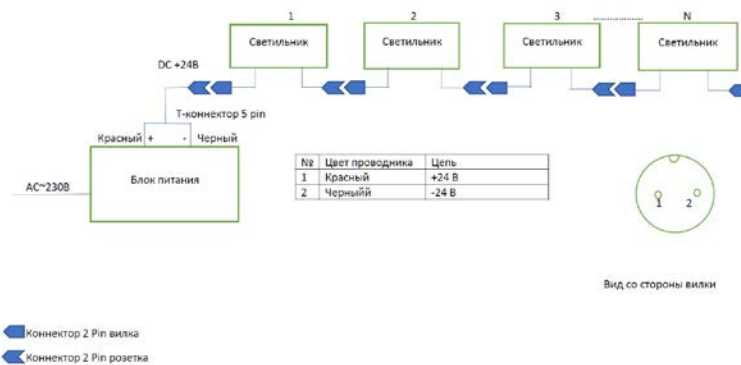 1 2 3 ................ N
Светильник Светильник Светильник Светильник
DC +24В
Т-коннектор 5 pin
Красный + - Черный
Блок питания
AC~230В
№ Цвет проводника Цепь
1 Красный +24 В
2 Черныйй -24 В
1 2
Вид со стороны вилки
Коннектор 2 Pin вилка
Коннектор 2 Pin розетка